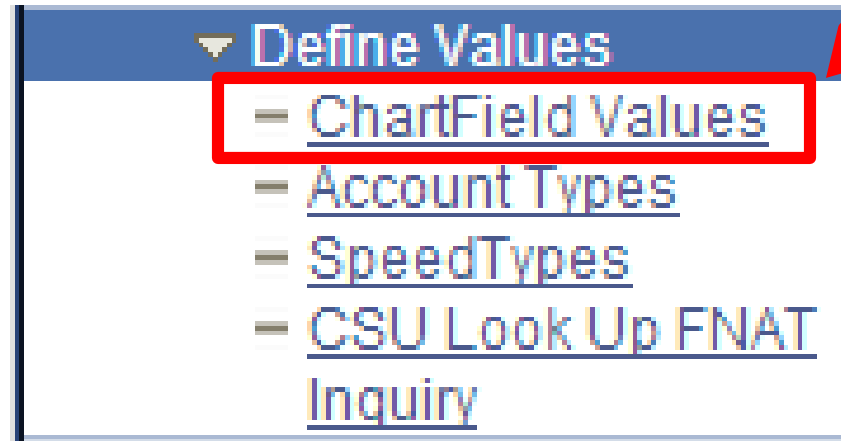 Define Values
ChartField Values
Account Types
SpeedTypes
CSU Look Up FNAT
Inquiry